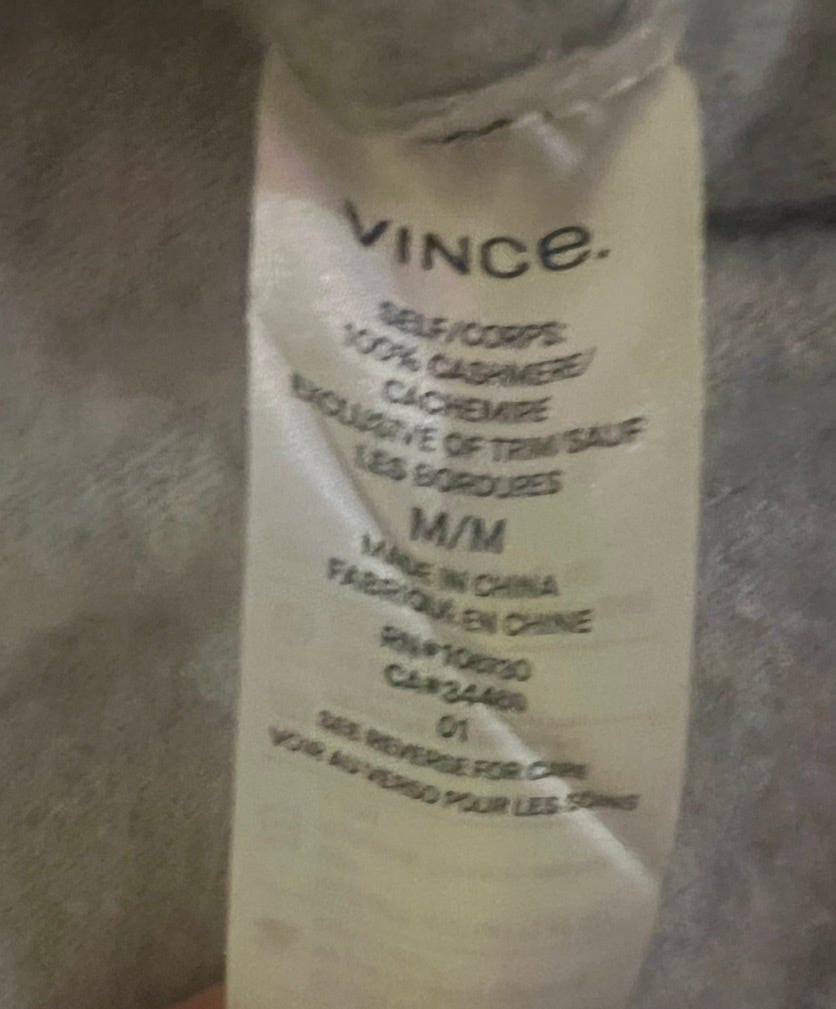 VINCe.
SELF/CORPS:
100% CASHMERE/
CACHEMIRE
EXCLUSIVE OF TRIM/SAUF
LES BORDURES
M/M
MADE IN CHINA
FABRIQUÉ EN CHINE
01
SEE REVERSE FOR CARE
VOIR AU VERSO POUR LES SOINS